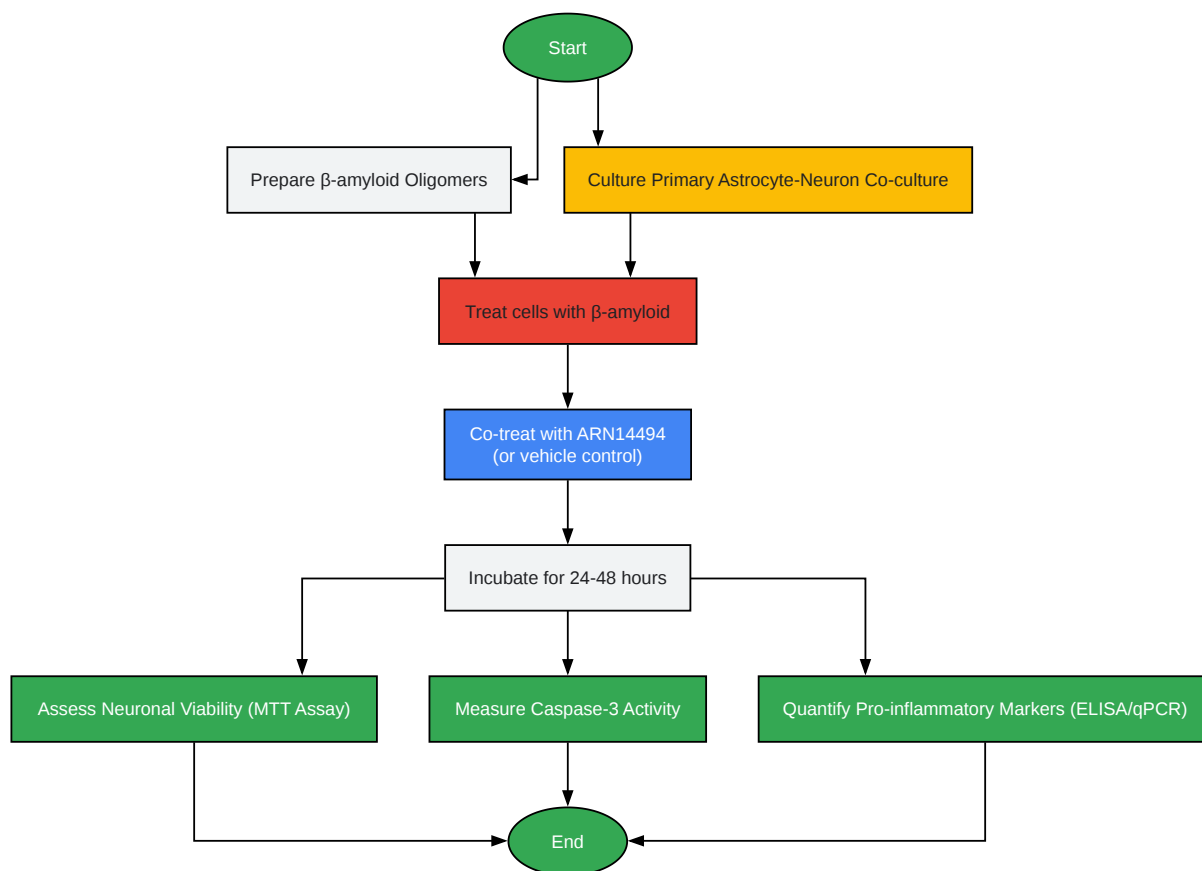 Start
Prepare β-amyloid Oligomers
Culture Primary Astrocyte-Neuron Co-culture
Treat cells with β-amyloid
Co-treat with ARN14494
(or vehicle control)
Incubate for 24-48 hours
Assess Neuronal Viability (MTT Assay)
Measure Caspase-3 Activity
Quantify Pro-inflammatory Markers (ELISA/qPCR)
End